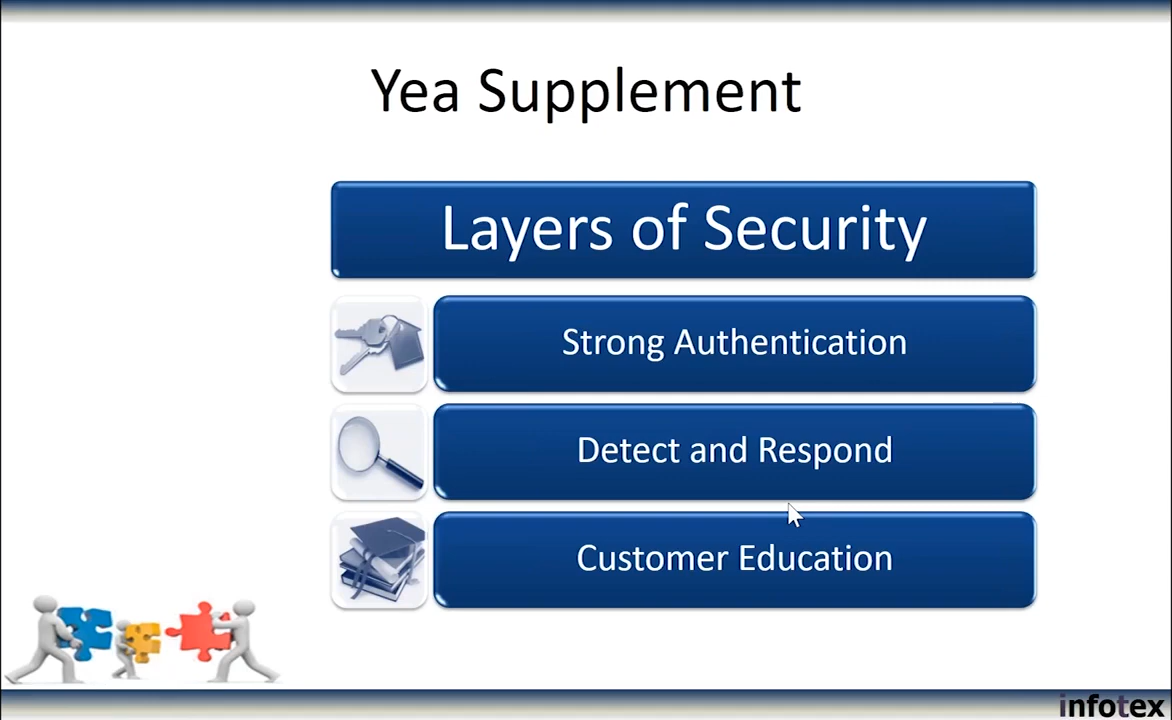 Yea Supplement
Layers of Security
Strong Authentication
Detect and Respond
Customer Education
infotex